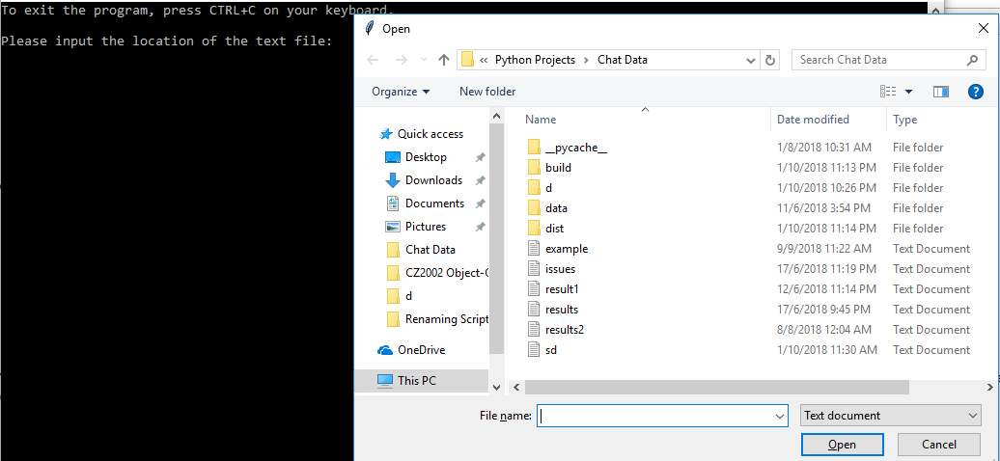 To exit the program, press CTRL+C on your keyboard.
Please input the location of the text file:
Open
« Python Projects › Chat Data
Search Chat Data
Organize New folder
Quick access
Desktop
Downloads
Documents
Pictures
Chat Data
CZ2002 Object-
d
Renaming Script
OneDrive
This PC
Name Date modified Type
__pycache__ 1/8/2018 10:31 AM File folder
build 1/10/2018 11:13 PM File folder
d 1/10/2018 10:26 PM File folder
data 11/6/2018 3:54 PM File folder
dist 1/10/2018 11:14 PM File folder
example 9/9/2018 11:22 AM Text Document
issues 17/6/2018 11:19 PM Text Document
result1 12/6/2018 11:14 PM Text Document
results 17/6/2018 9:45 PM Text Document
results2 8/8/2018 12:04 AM Text Document
sd 1/10/2018 11:30 AM Text Document
File name: Text document
Open Cancel